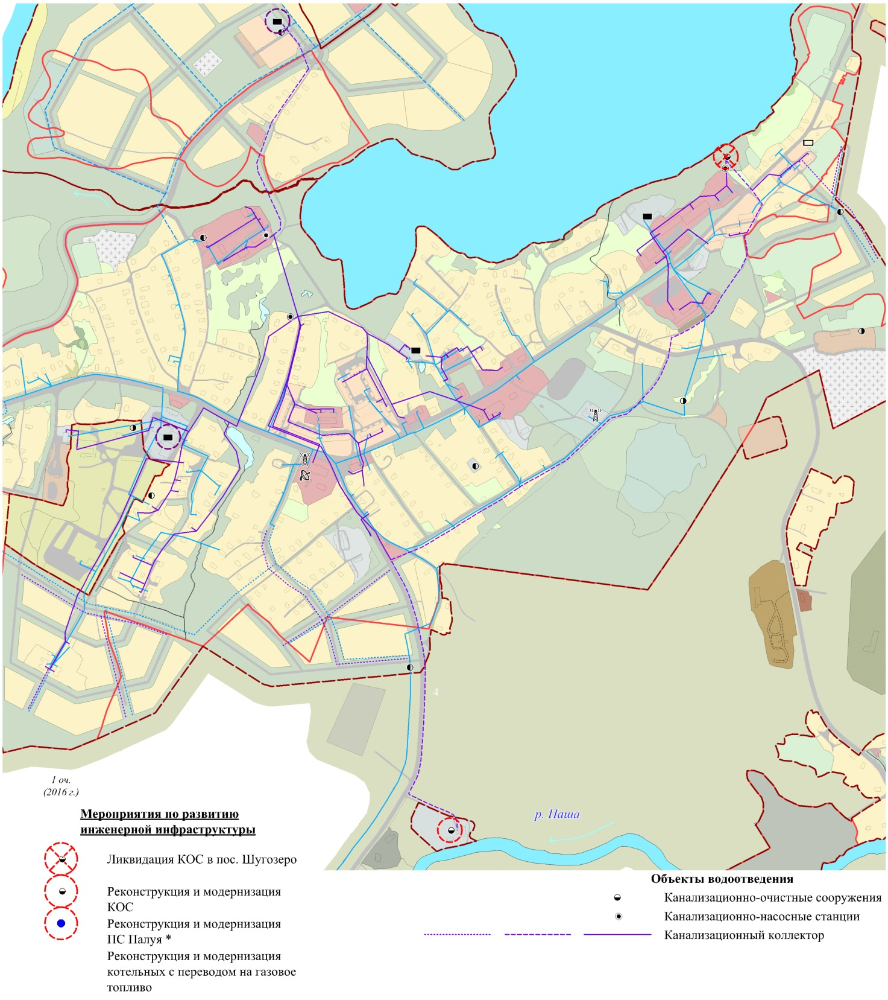 4
р. Паша
1 оч.
(2016 г.)
Мероприятия по развитию
инженерной инфраструктуры
Ликвидация КОС в пос. Шугозеро
Реконструкция и модернизация
КОС
Реконструкция и модернизация
ПС Палуя *
Реконструкция и модернизация
котельных с переводом на газовое
топливо
Объекты водоотведения
Канализационно-очистные сооружения
Канализационно-насосные станции
Канализационный коллектор